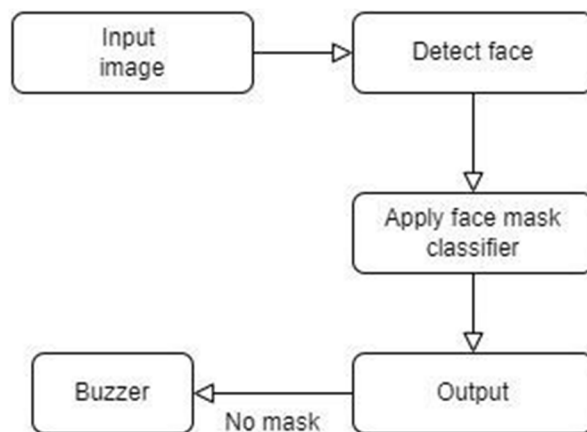 Input
image
Detect face
Apply face mask
classifier
Output
No mask
Buzzer